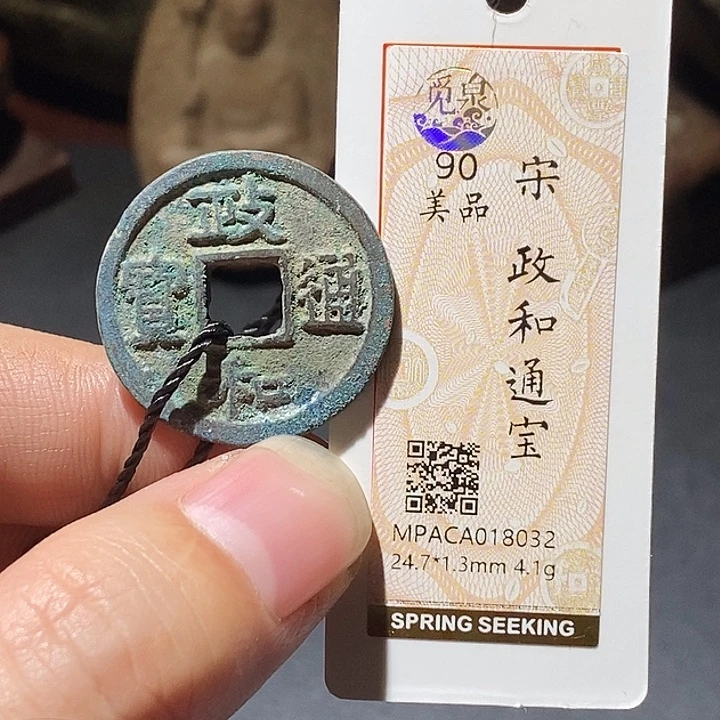 政
寶 通
和
觅泉
90
美品
宋 政和通宝
MPACA018032
24.7*1.3mm 4.1g
SPRING SEEKING